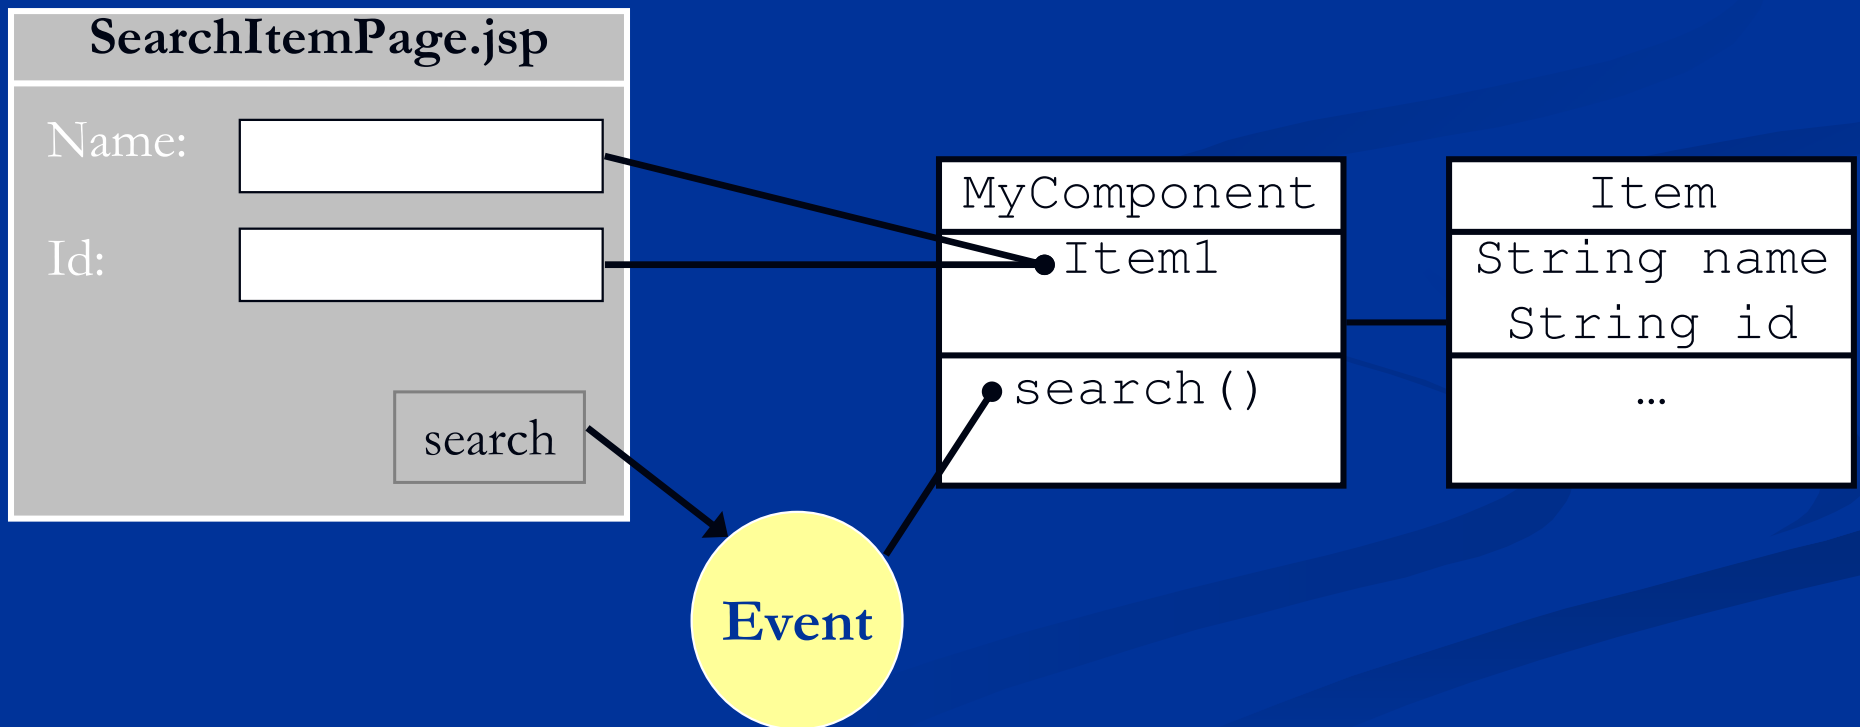 SearchItemPage.jsp
Name:
Id:
search
Event
MyComponent
Item1
search()
Item
String name
String id
…